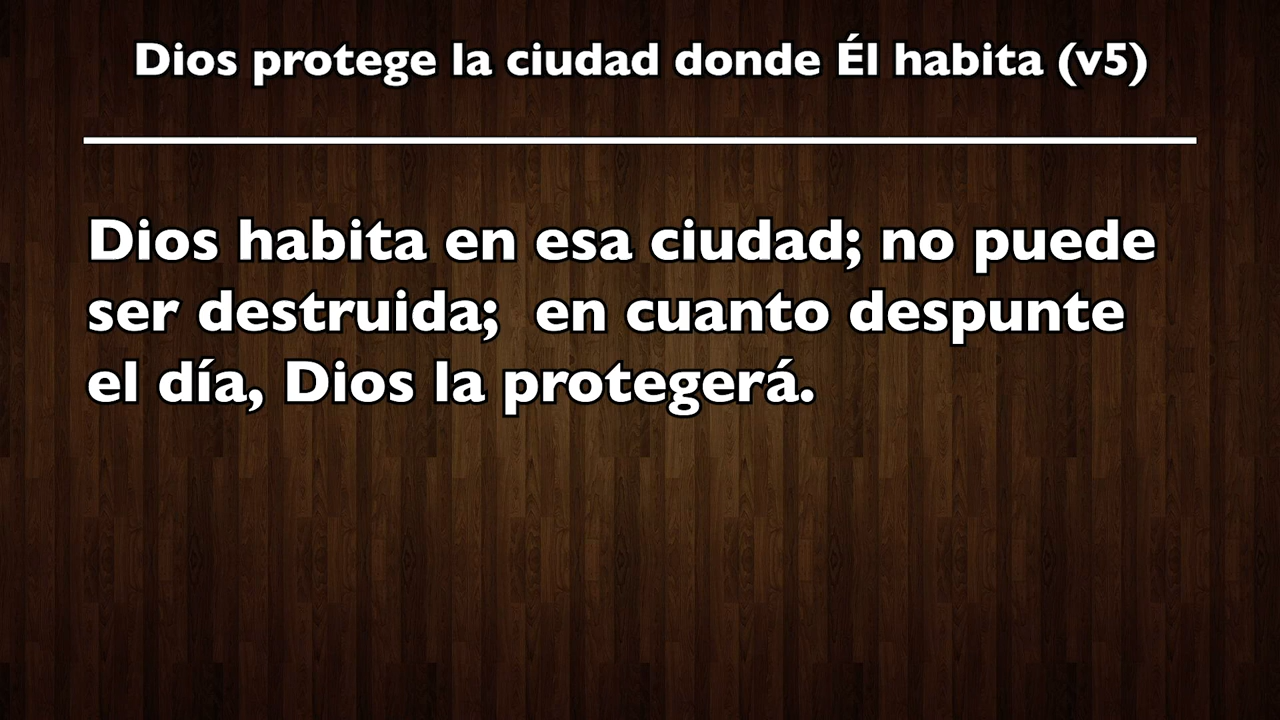 Dios protege la ciudad donde Él habita (v5)
Dios habita en esa ciudad; no puede
ser destruida;  en cuanto despunte
el día, Dios la protegerá.